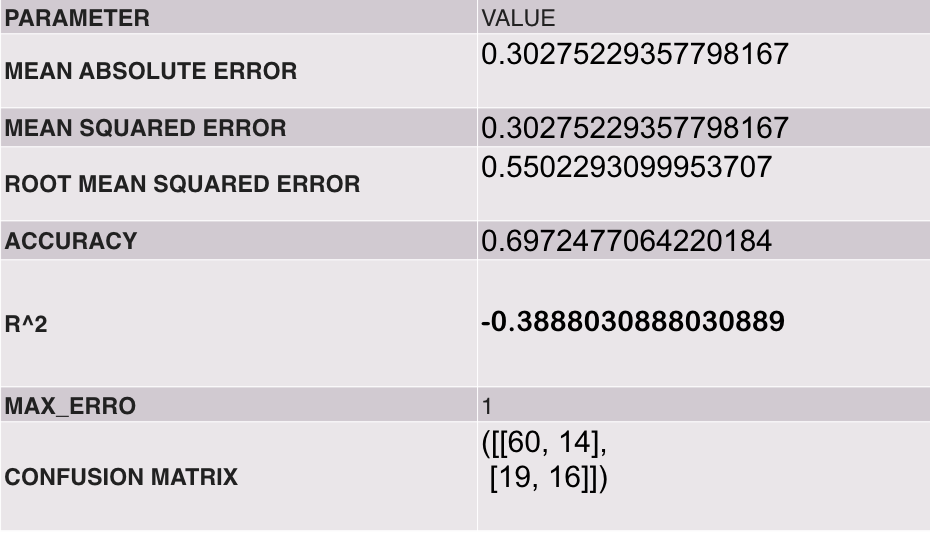 PARAMETER VALUE
MEAN ABSOLUTE ERROR 0.30275229357798167
MEAN SQUARED ERROR 0.30275229357798167
ROOT MEAN SQUARED ERROR 0.5502293099953707
ACCURACY 0.6972477064220184
R^2 -0.3888030888030889
MAX_ERRO 1
CONFUSION MATRIX ([[60, 14],
[19, 16]])